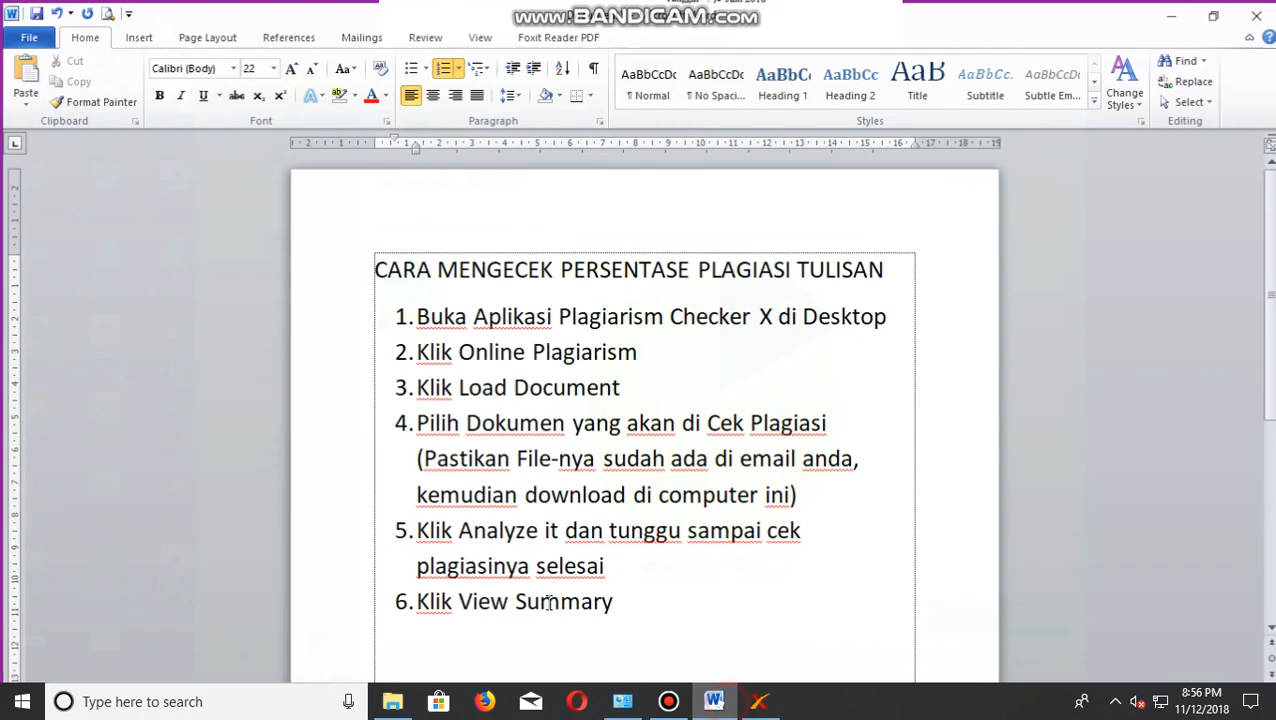 www.BANDICAM.com
File Home Insert Page Layout References Mailings Review View Foxit Reader PDF
Cut
Copy
Format Painter
Paste
Calibri (Body) 22
AaBbCcDc AaBbCcDc AaBbC AaBbCc AaB AaBbCcDc AaBbCcDc
¶ Normal ¶ No Spaci... Heading 1 Heading 2 Title Subtitle Subtle Em...
Change Styles
Find
Replace
Select
Clipboard Font Paragraph Styles Editing
CARA MENGECEK PERSENTASE PLAGIASI TULISAN
1. Buka Aplikasi Plagiarism Checker X di Desktop
2. Klik Online Plagiarism
3. Klik Load Document
4. Pilih Dokumen yang akan di Cek Plagiasi
(Pastikan File-nya sudah ada di email anda,
kemudian download di computer ini)
5. Klik Analyze it dan tunggu sampai cek
plagiasinya selesai
6. Klik View Summary
Type here to search
8:56 PM
11/12/2018